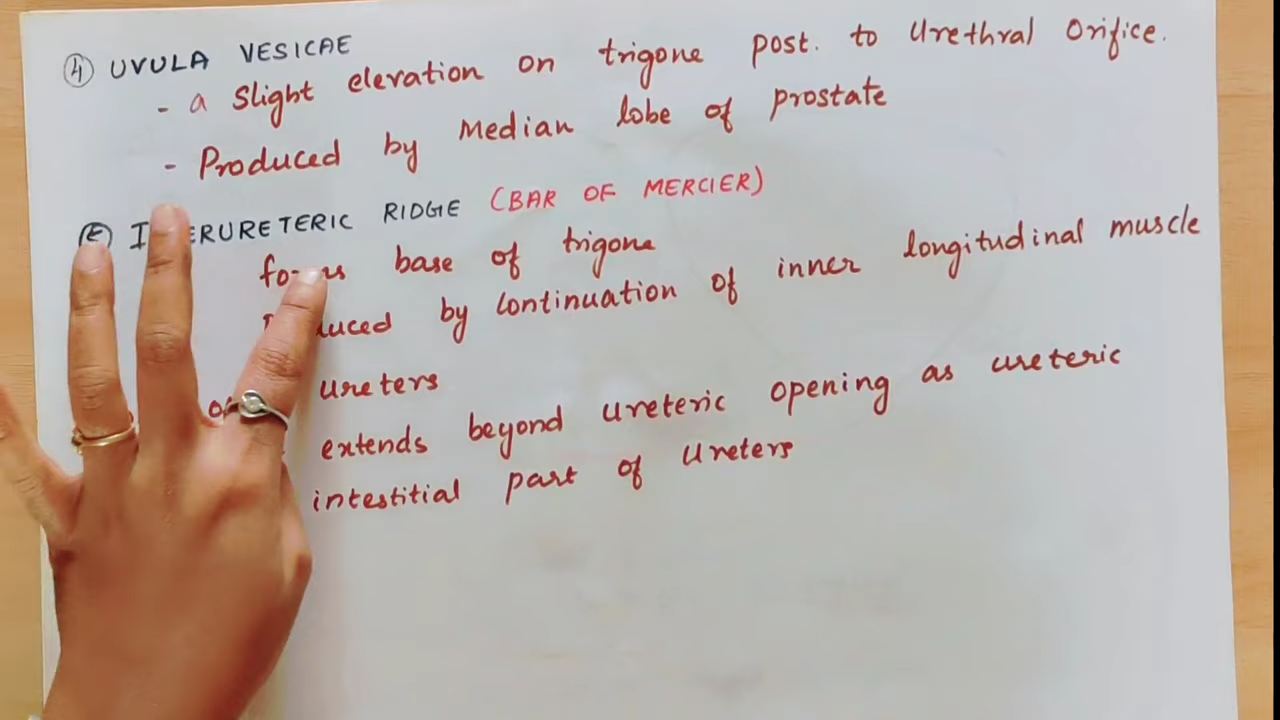 ④ UVULA VESICAE
- a slight elevation on trigone post. to Urethral Orifice.
- Produced by Median lobe of prostate
⑤ RIDGE (BAR OF MERCIER)
base of trigone
by continuation of inner longitudinal muscle
of ureters
extends beyond ureteric opening as ureteric
intestitial part of Ureters